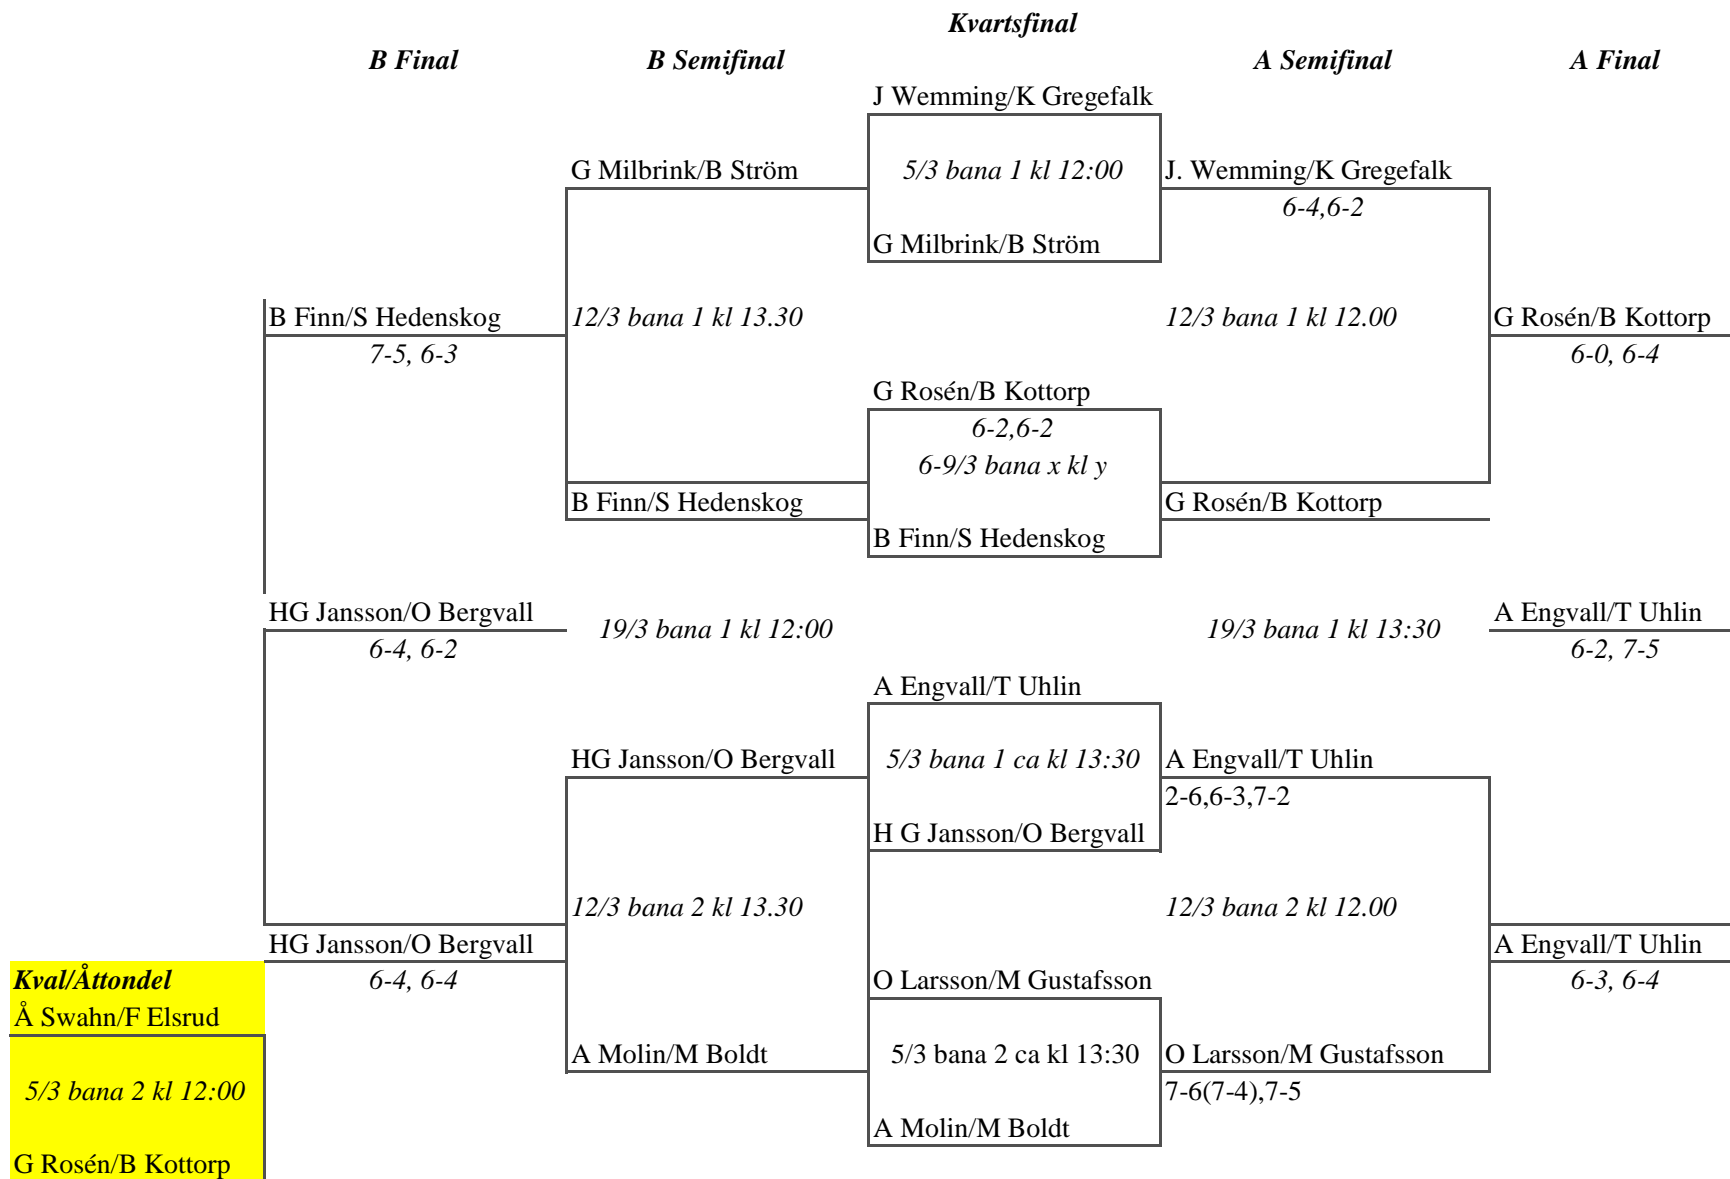 Kvartsfinal
B Final B Semifinal A Semifinal A Final
J Wemming/K Gregefalk
G Milbrink/B Ström 5/3 bana 1 kl 12:00 J. Wemming/K Gregefalk
6-4,6-2
G Milbrink/B Ström
B Finn/S Hedenskog 12/3 bana 1 kl 13.30 12/3 bana 1 kl 12.00 G Rosén/B Kottorp
7-5, 6-3 6-0, 6-4
G Rosén/B Kottorp
6-2,6-2
6-9/3 bana x kl y
B Finn/S Hedenskog G Rosén/B Kottorp
B Finn/S Hedenskog
HG Jansson/O Bergvall 19/3 bana 1 kl 12:00 19/3 bana 1 kl 13:30 A Engvall/T Uhlin
6-4, 6-2 6-2, 7-5
A Engvall/T Uhlin
HG Jansson/O Bergvall 5/3 bana 1 ca kl 13:30 A Engvall/T Uhlin
2-6,6-3,7-2
H G Jansson/O Bergvall
12/3 bana 2 kl 13.30 12/3 bana 2 kl 12.00
HG Jansson/O Bergvall A Engvall/T Uhlin
Kval/Åttondel 6-4, 6-4 O Larsson/M Gustafsson 6-3, 6-4
Å Swahn/F Elsrud
A Molin/M Boldt 5/3 bana 2 ca kl 13:30 O Larsson/M Gustafsson
5/3 bana 2 kl 12:00 7-6(7-4),7-5
A Molin/M Boldt
G Rosén/B Kottorp